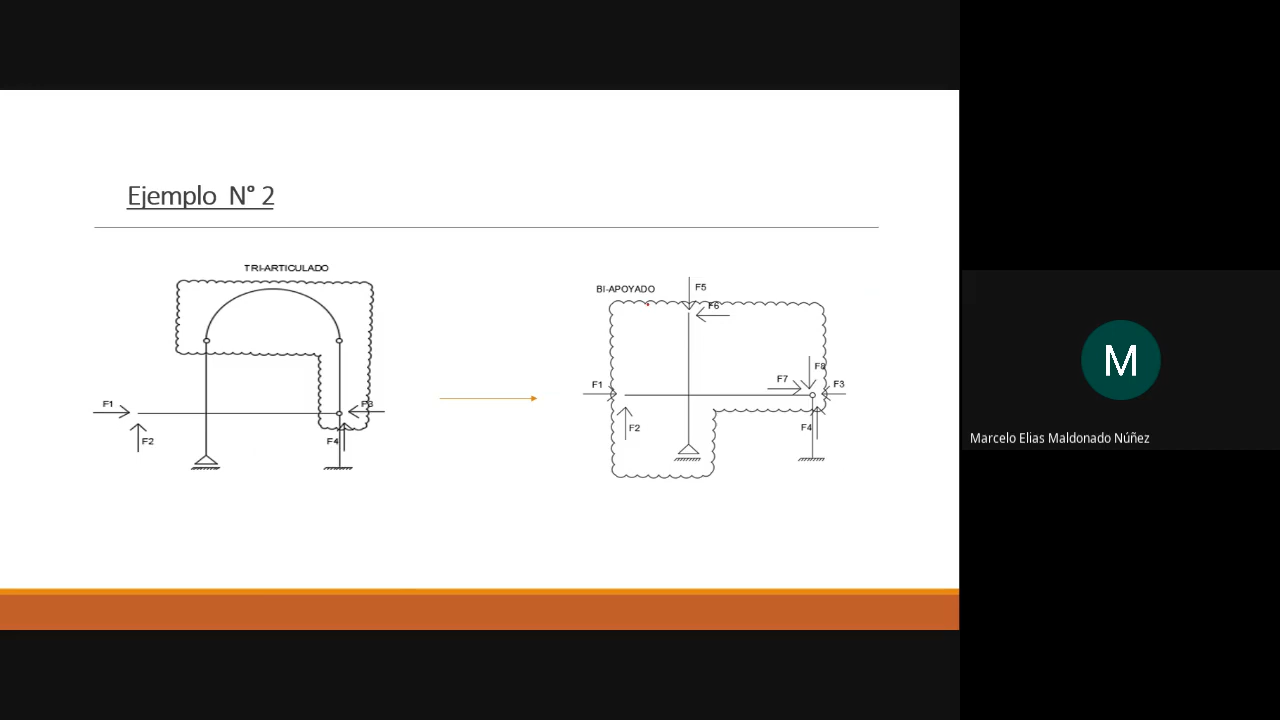 Ejemplo N° 2
TRI-ARTICULADO
F1
F2
F3
F4
BI-APOYADO
F5
F6
F1
F2
F7
F8
F3
F4
M
Marcelo Elias Maldonado Núñez